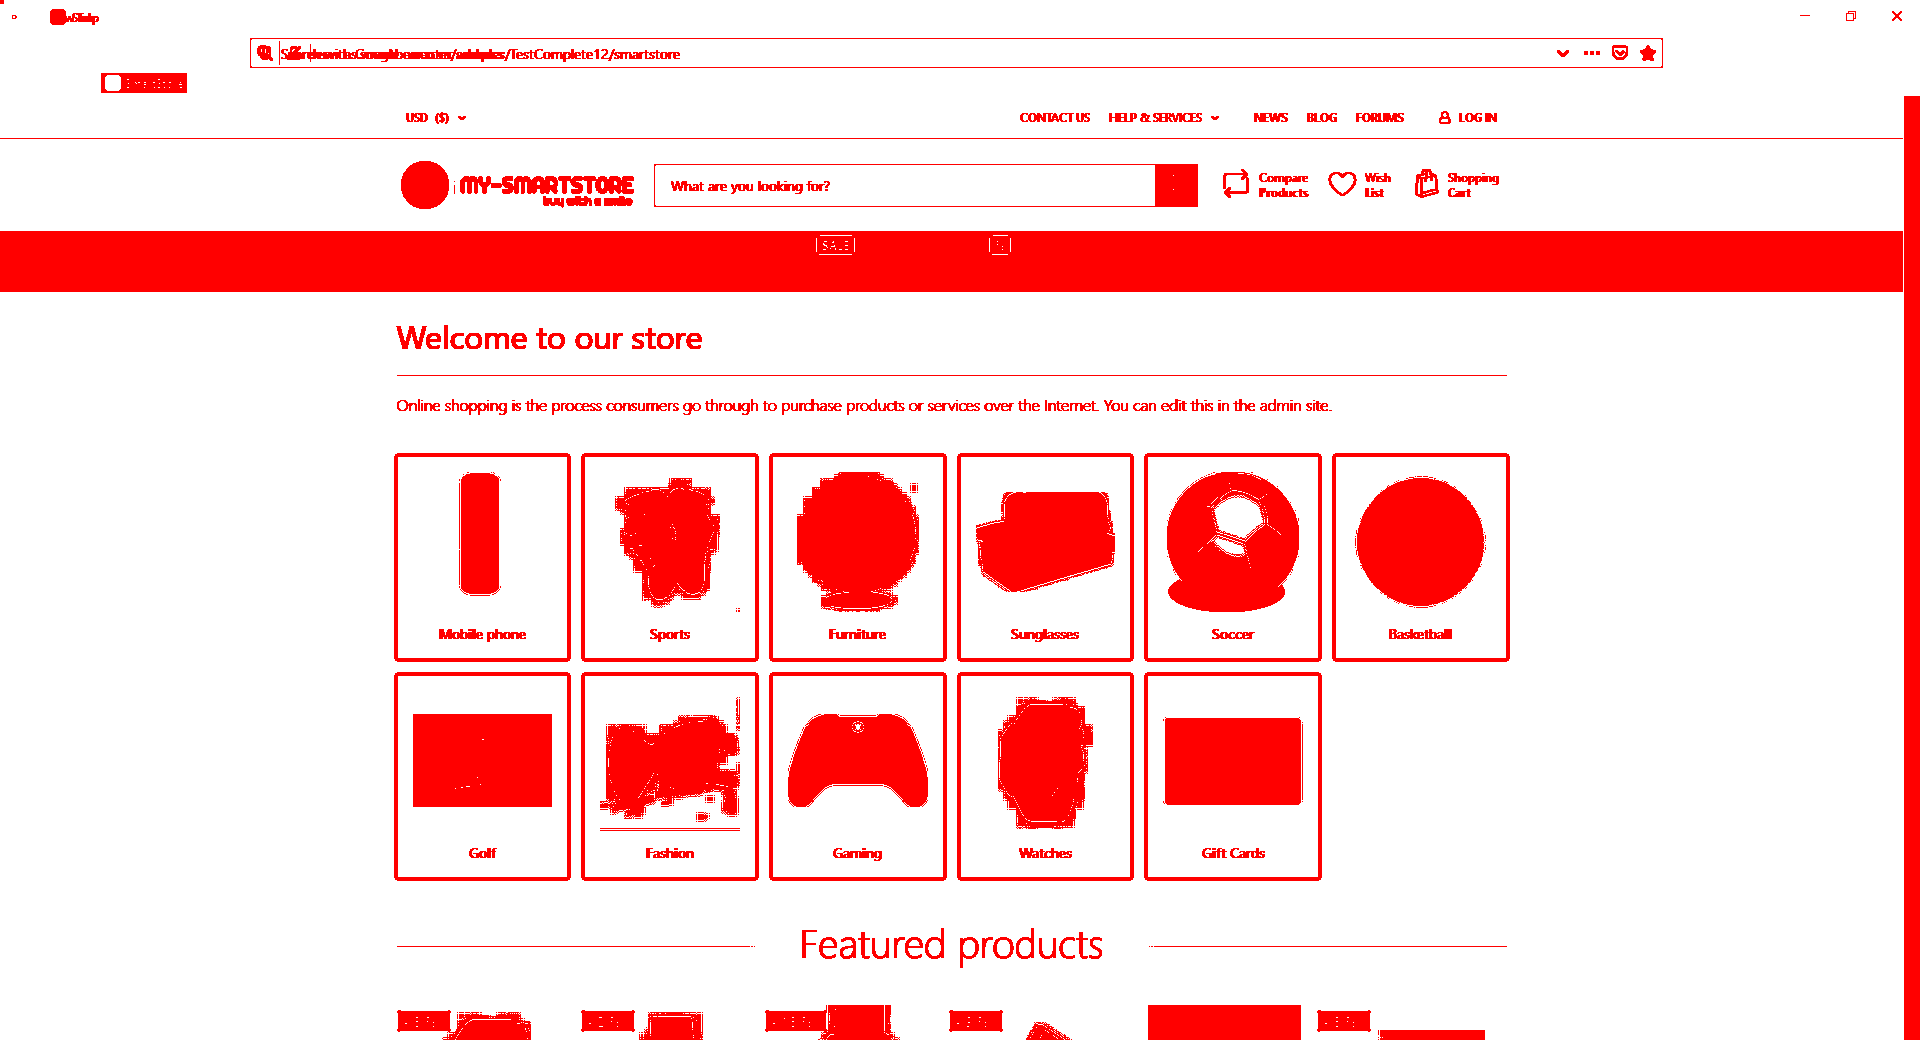 /TestComplete12/smartstore
USD ($)
CONTACT US HELP & SERVICES NEWS BLOG FORUMS LOG IN
MY-SMARTSTORE
buy with a smile
What are you looking for?
Compare Products
Wish List
Shopping Cart
SALE %
Welcome to our store
Online shopping is the process consumers go through to purchase products or services over the Internet. You can edit this in the admin site.
Mobile phone Sports Furniture Sunglasses Soccer Basketball
Golf Fashion Gaming Watches Gift Cards
Featured products